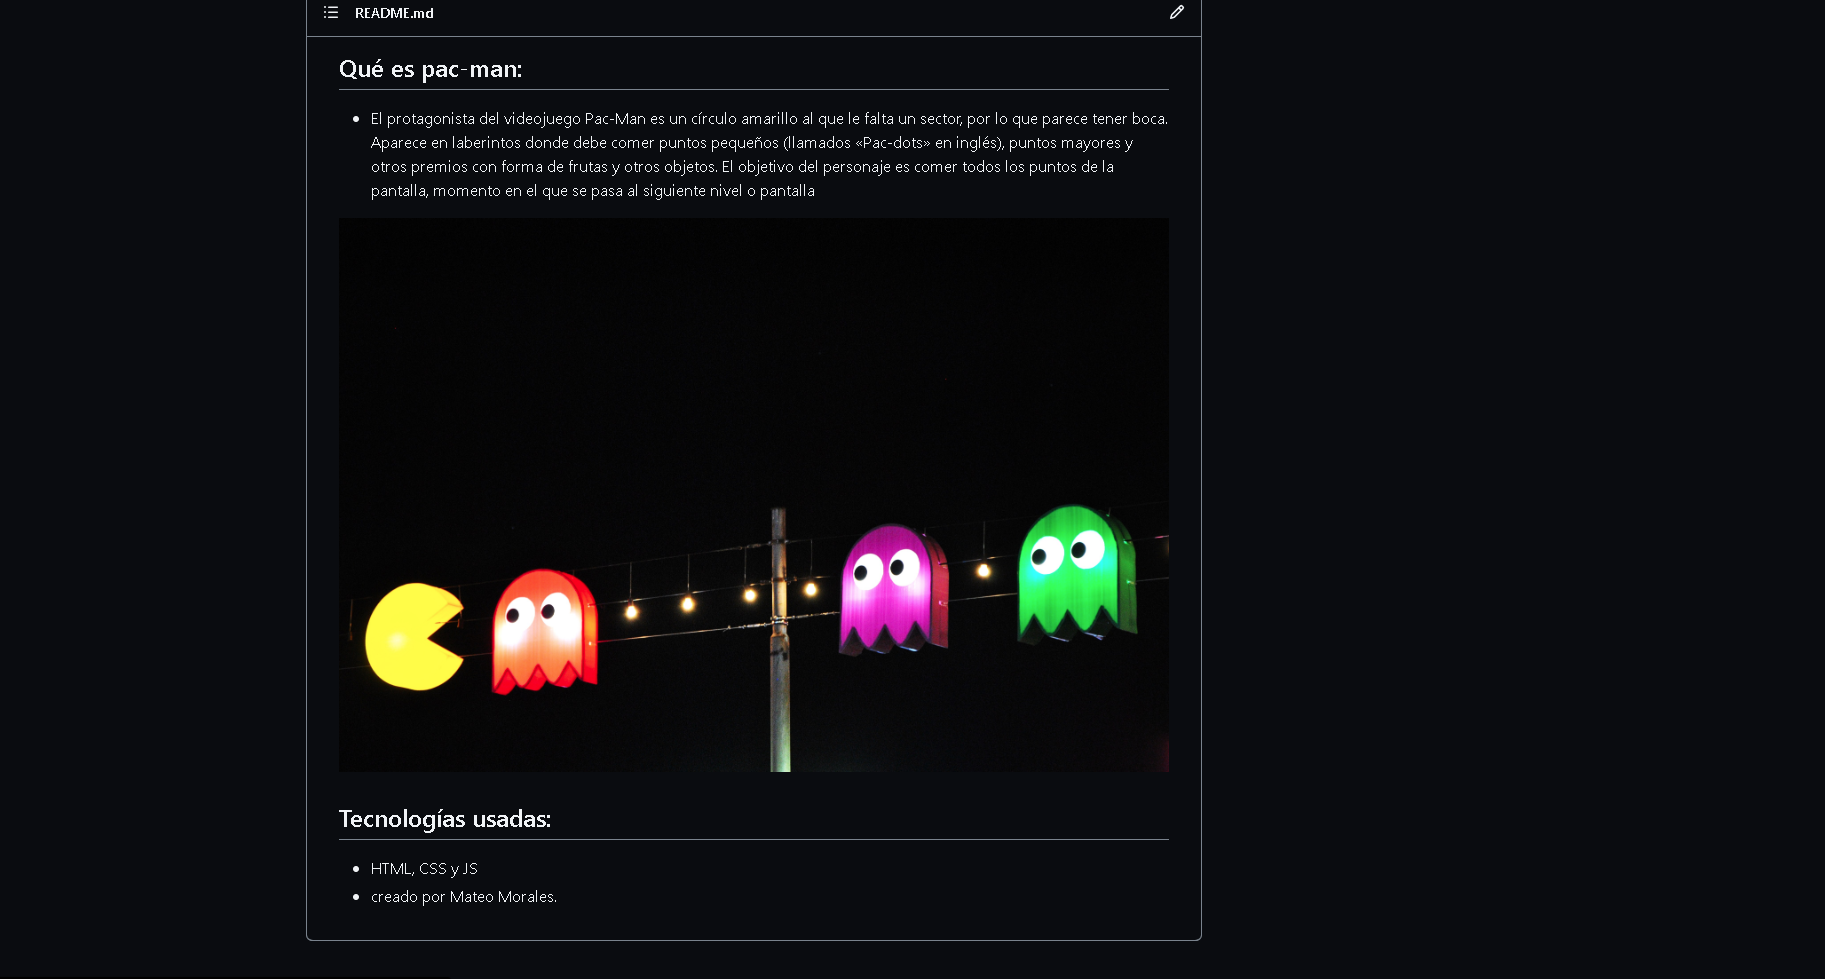 README.md
Qué es pac-man:
El protagonista del videojuego Pac-Man es un círculo amarillo al que le falta un sector, por lo que parece tener boca.
Aparece en laberintos donde debe comer puntos pequeños (llamados «Pac-dots» en inglés), puntos mayores y
otros premios con forma de frutas y otros objetos. El objetivo del personaje es comer todos los puntos de la
pantalla, momento en el que se pasa al siguiente nivel o pantalla
Tecnologías usadas:
HTML, CSS y JS
creado por Mateo Morales.